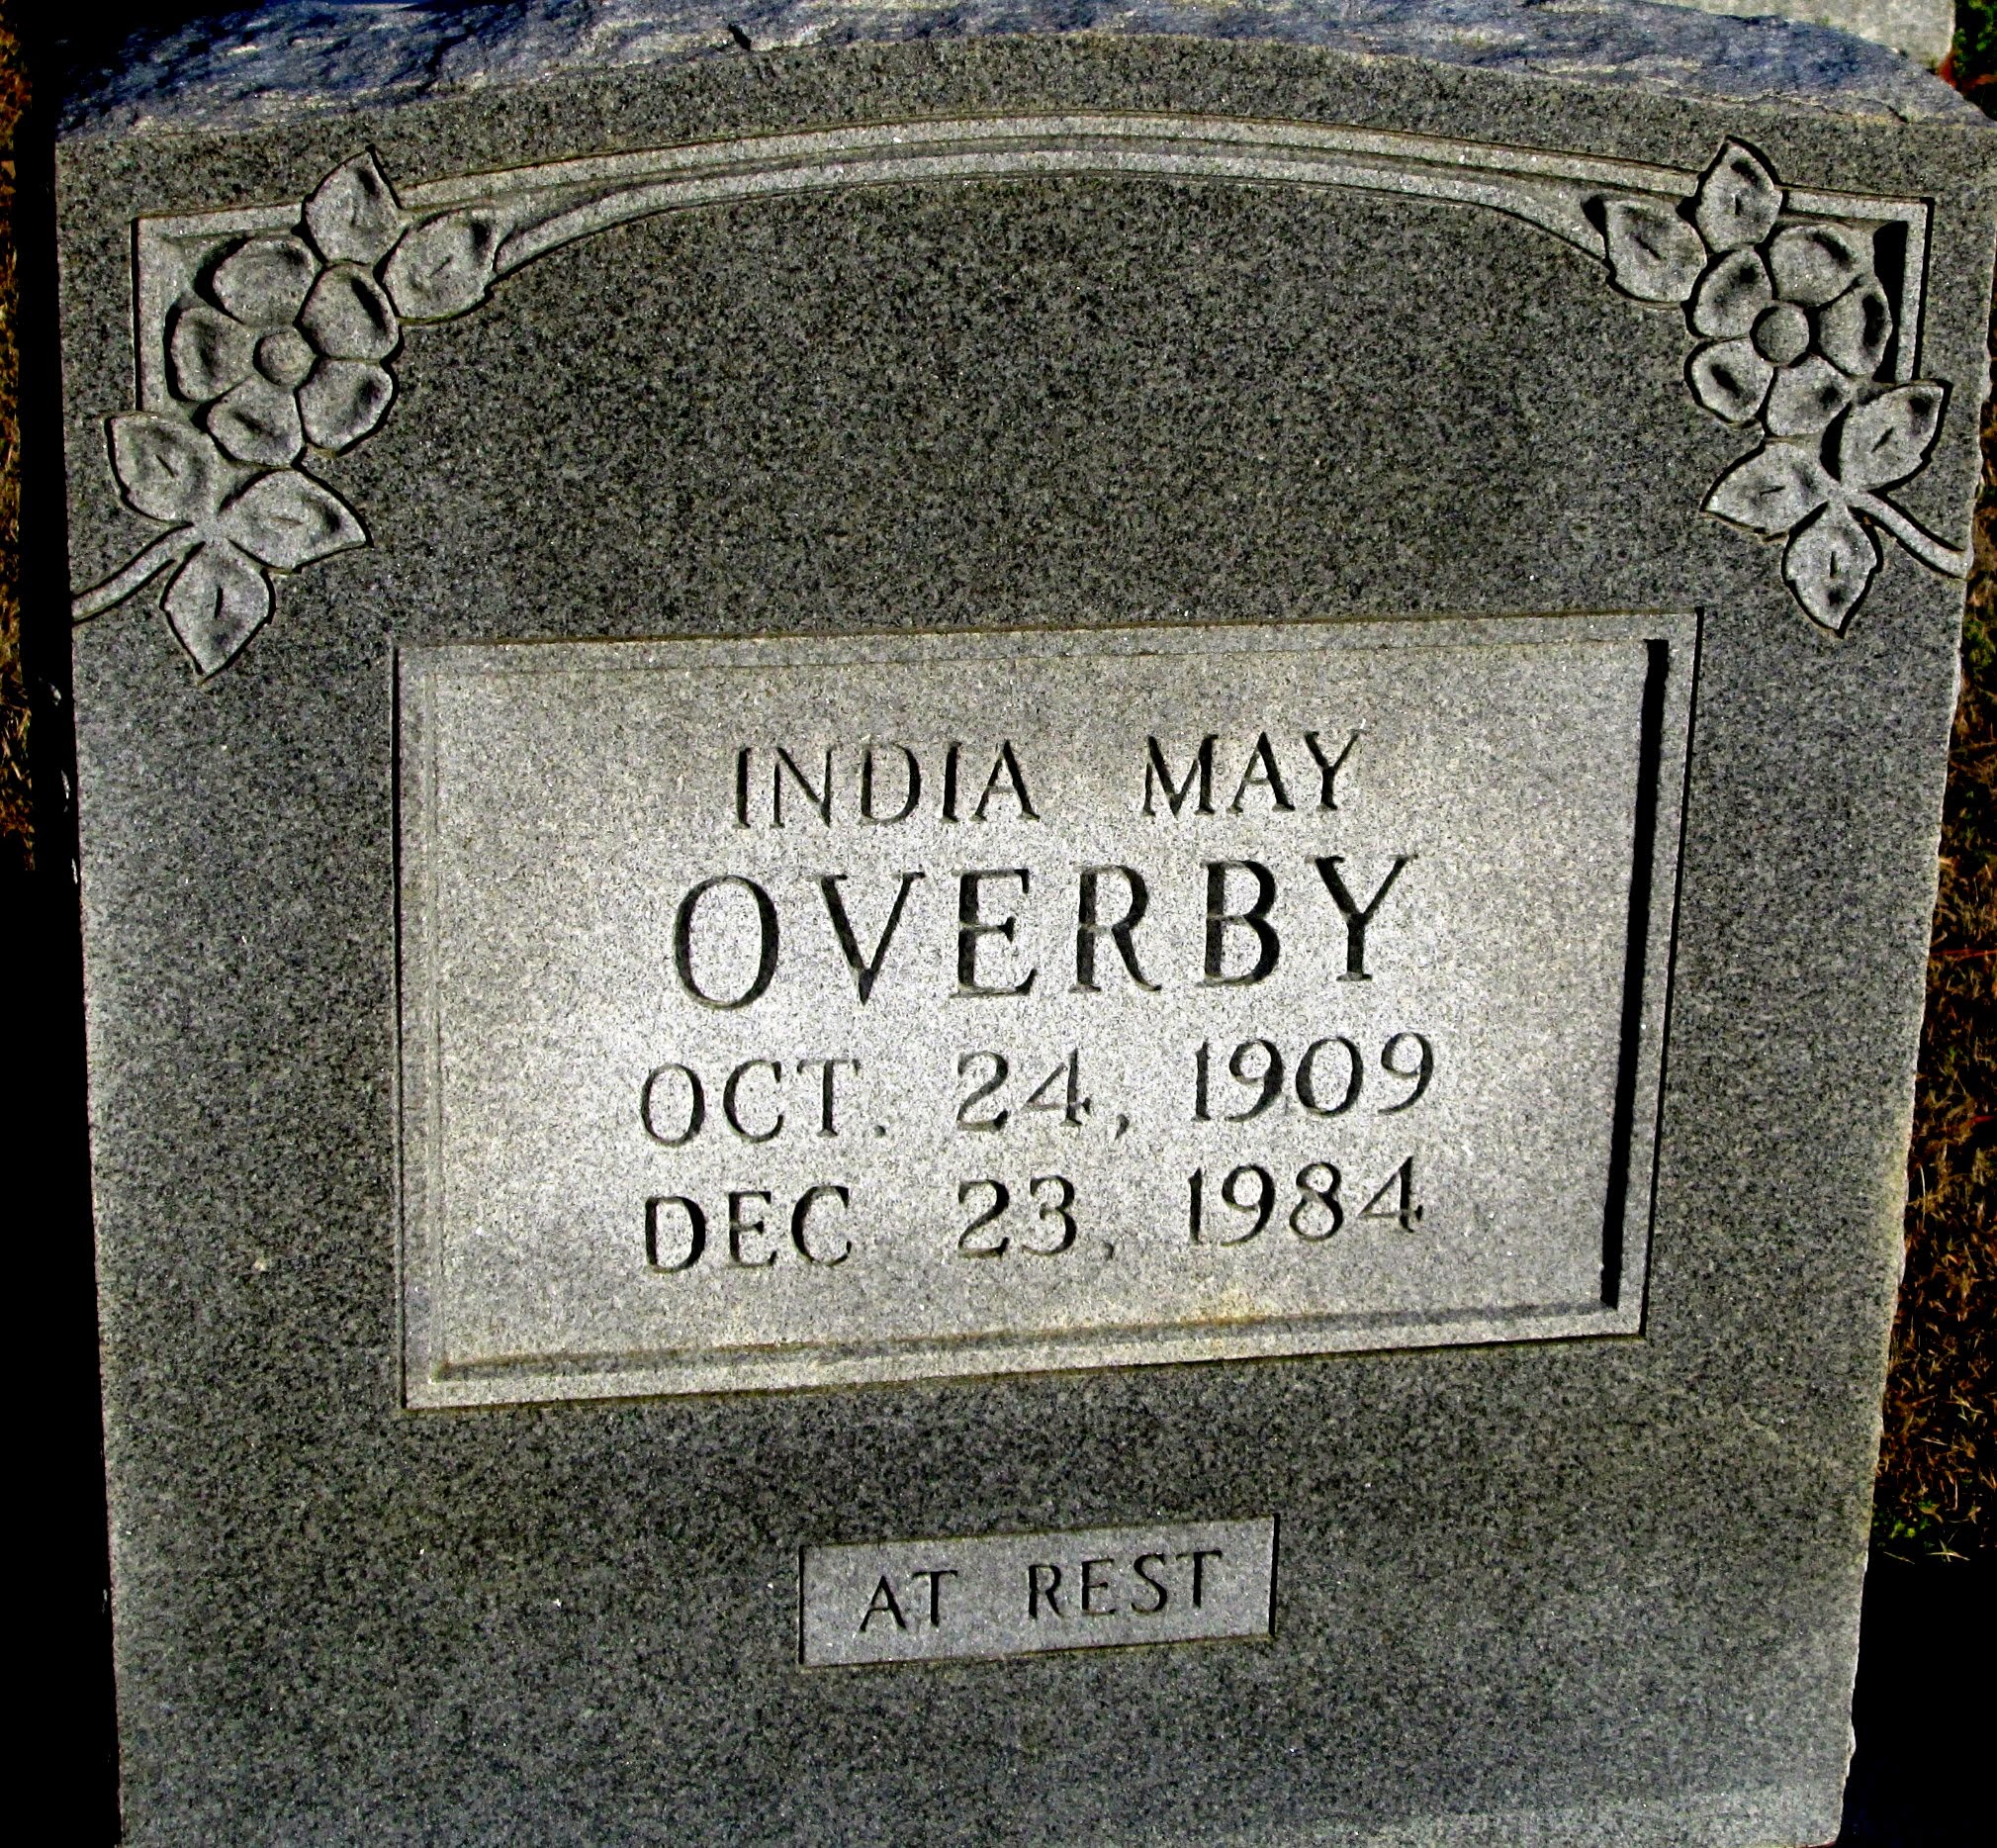 INDIA MAY
OVERBY
OCT. 24, 1909
DEC 23, 1984
AT REST